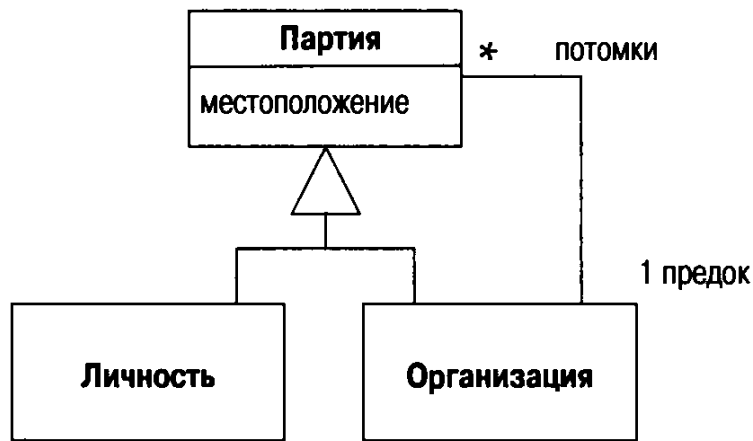 Партия
* потомки
местоположение
1 предок
Личность
Организация